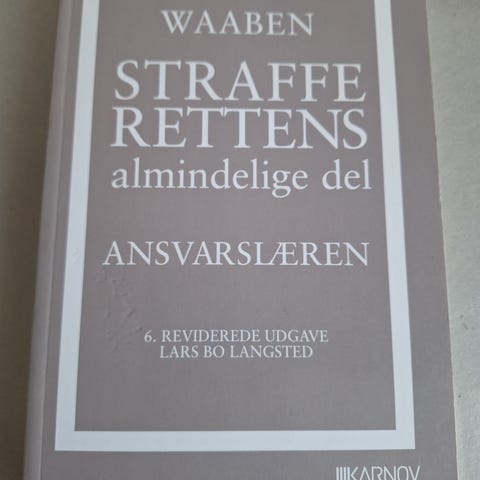 WAABEN
STRAFFE
RETTENS
almindelige del
ANSVARSLÆREN
6. REVIDEREDE UDGAVE
LARS BO LANGSTED
KARNOV